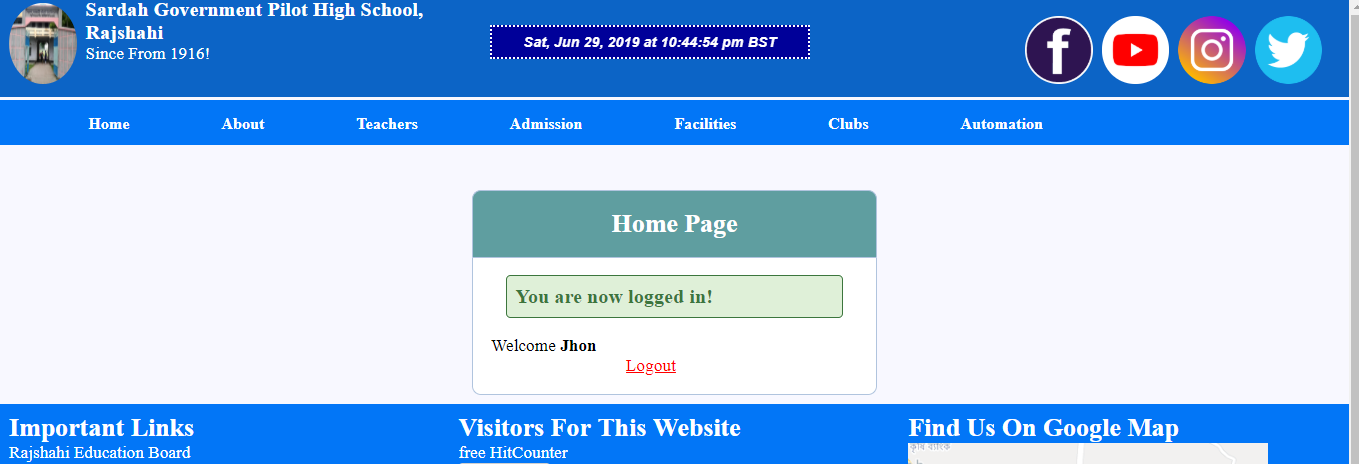 Sardah Government Pilot High School,
Rajshahi
Since From 1916!
Sat, Jun 29, 2019 at 10:44:54 pm BST
Home About Teachers Admission Facilities Clubs Automation
Home Page
You are now logged in!
Welcome Jhon
Logout
Important Links
Rajshahi Education Board
Visitors For This Website
free HitCounter
Find Us On Google Map